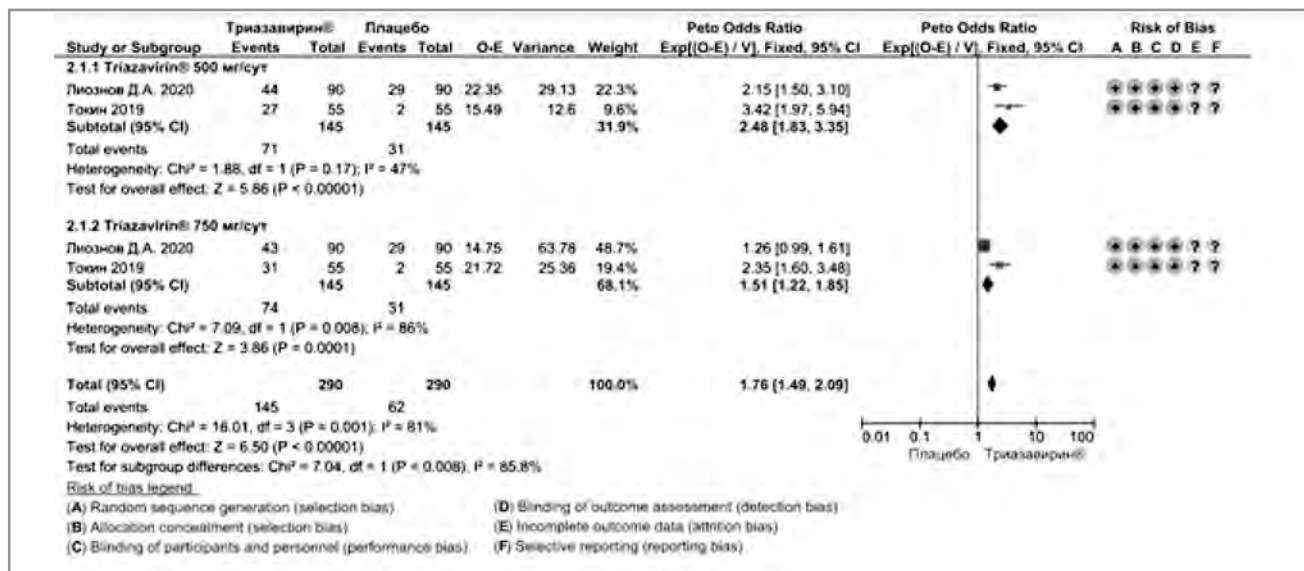 Триазавирин® Плацебо Peto Odds Ratio Peto Odds Ratio Risk of Bias
Study or Subgroup Events Total Events Total O-E Variance Weight Exp[(O-E) / V], Fixed, 95% CI Exp[(O-E) / V], Fixed, 95% CI A B C D E F
2.1.1 Triazavirin® 500 мг/сут
Лиознов Д.А. 2020 44 90 29 90 22.35 29.13 22.3% 2.15 [1.50, 3.10] + + + + ? ?
Токин 2019 27 55 2 55 15.49 12.6 9.6% 3.42 [1.97, 5.94] + + + + ? ?
Subtotal (95% CI) 145 145 31.9% 2.48 [1.83, 3.35]
Total events 71 31
Heterogeneity: Chi² = 1.88, df = 1 (P = 0.17); I² = 47%
Test for overall effect: Z = 5.86 (P < 0.00001)
2.1.2 Triazavirin® 750 мг/сут
Лиознов Д.А. 2020 43 90 29 90 14.75 63.78 48.7% 1.26 [0.99, 1.61] + + + + ? ?
Токин 2019 31 55 2 55 21.72 25.36 19.4% 2.35 [1.60, 3.48] + + + + ? ?
Subtotal (95% CI) 145 145 68.1% 1.51 [1.22, 1.85]
Total events 74 31
Heterogeneity: Chi² = 7.09, df = 1 (P = 0.008); I² = 86%
Test for overall effect: Z = 3.86 (P = 0.0001)
Total (95% CI) 290 290 100.0% 1.76 [1.49, 2.09]
Total events 145 62
Heterogeneity: Chi² = 16.01, df = 3 (P = 0.001); I² = 81%
Test for overall effect: Z = 6.50 (P < 0.00001)
Test for subgroup differences: Chi² = 7.04, df = 1 (P < 0.008), I² = 85.8%
0.01 0.1 1 10 100
Плацебо Триазавирин®
Risk of bias legend
(A) Random sequence generation (selection bias)
(B) Allocation concealment (selection bias)
(C) Blinding of participants and personnel (performance bias)
(D) Blinding of outcome assessment (detection bias)
(E) Incomplete outcome data (attrition bias)
(F) Selective reporting (reporting bias)